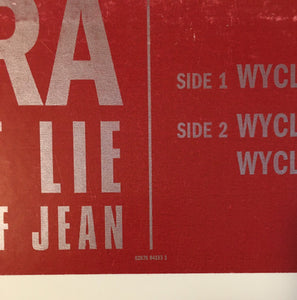 RA
LIE
F JEAN
SIDE 1 WYCL
SIDE 2 WYCL
WYCL